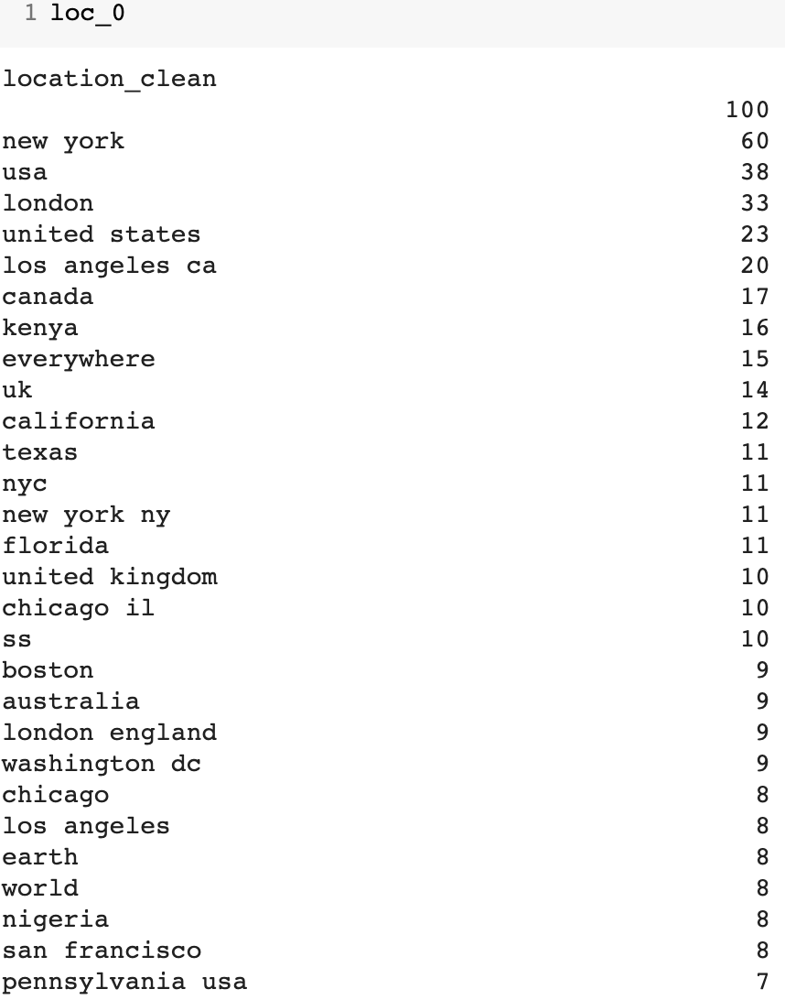 1 loc_0
location_clean
100
new york 60
usa 38
london 33
united states 23
los angeles ca 20
canada 17
kenya 16
everywhere 15
uk 14
california 12
texas 11
nyc 11
new york ny 11
florida 11
united kingdom 10
chicago il 10
ss 10
boston 9
australia 9
london england 9
washington dc 9
chicago 8
los angeles 8
earth 8
world 8
nigeria 8
san francisco 8
pennsylvania usa 7